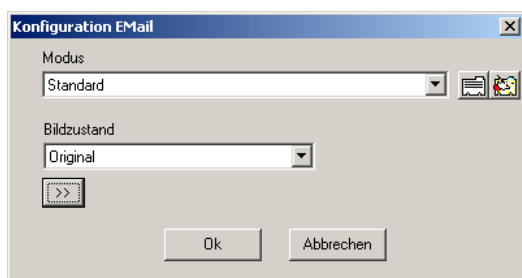 Konfiguration EMail
Modus
Standard
Bildzustand
Original
>>
Ok
Abbrechen